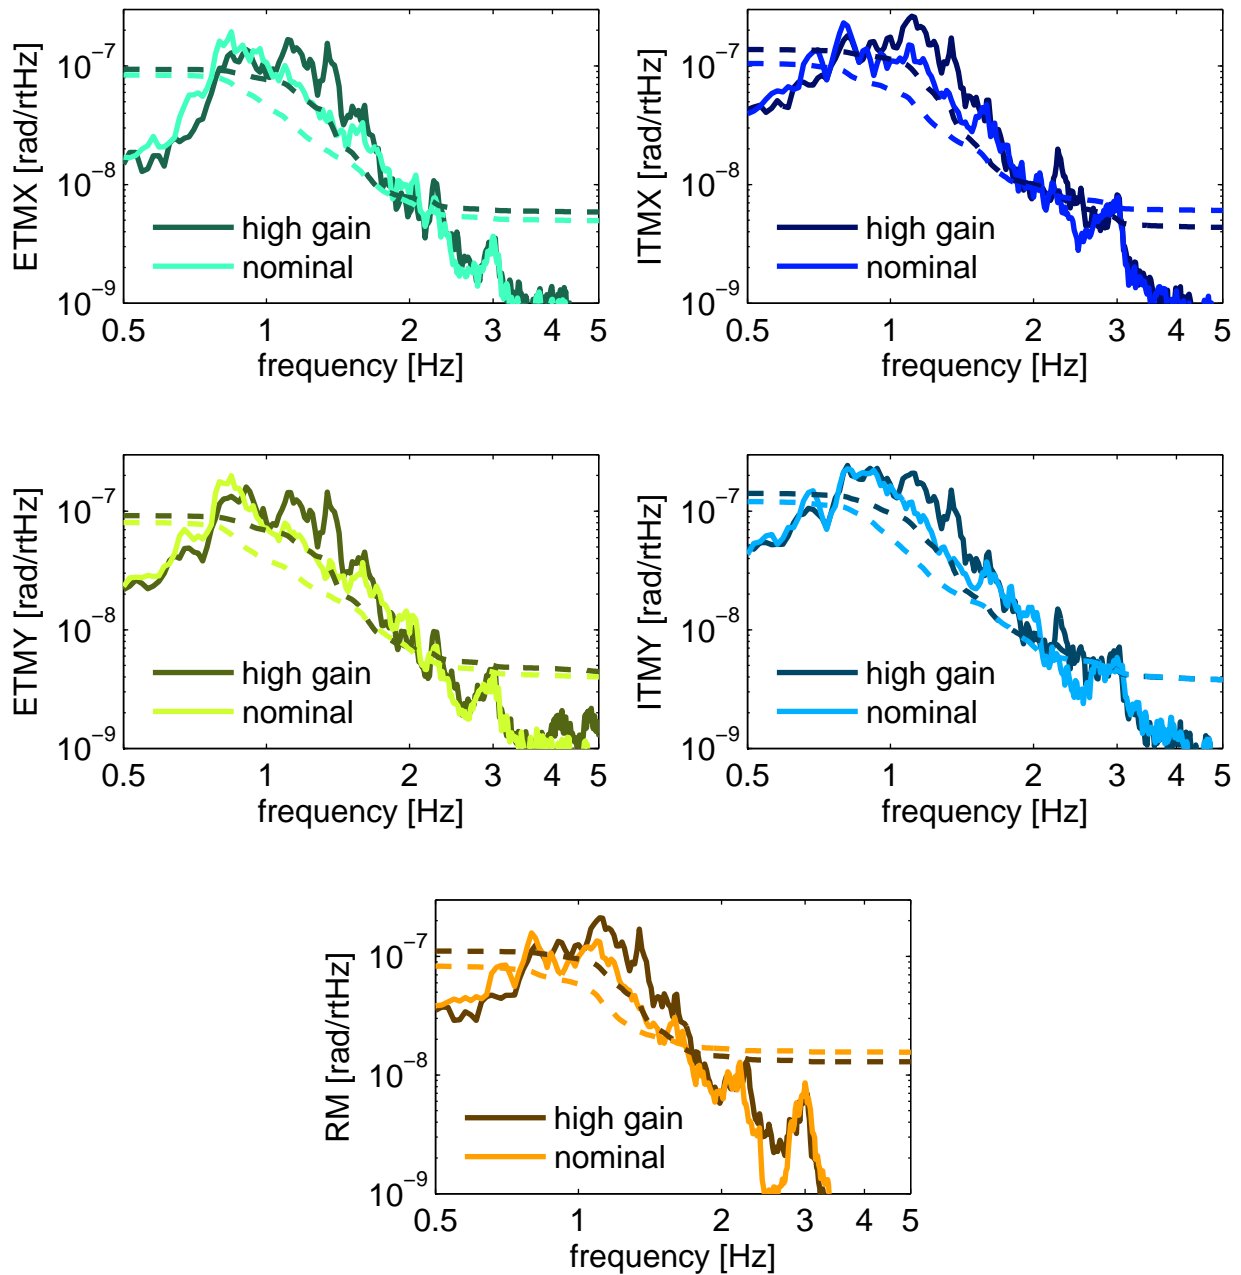 ETMX [rad/rtHz]
10⁻⁷
10⁻⁸
10⁻⁹
high gain
nominal
0.5 1 2 3 4 5
frequency [Hz]
ITMX [rad/rtHz]
10⁻⁷
10⁻⁸
10⁻⁹
high gain
nominal
0.5 1 2 3 4 5
frequency [Hz]
ETMY [rad/rtHz]
10⁻⁷
10⁻⁸
10⁻⁹
high gain
nominal
0.5 1 2 3 4 5
frequency [Hz]
ITMY [rad/rtHz]
10⁻⁷
10⁻⁸
10⁻⁹
high gain
nominal
0.5 1 2 3 4 5
frequency [Hz]
RM [rad/rtHz]
10⁻⁷
10⁻⁸
10⁻⁹
high gain
nominal
0.5 1 2 3 4 5
frequency [Hz]